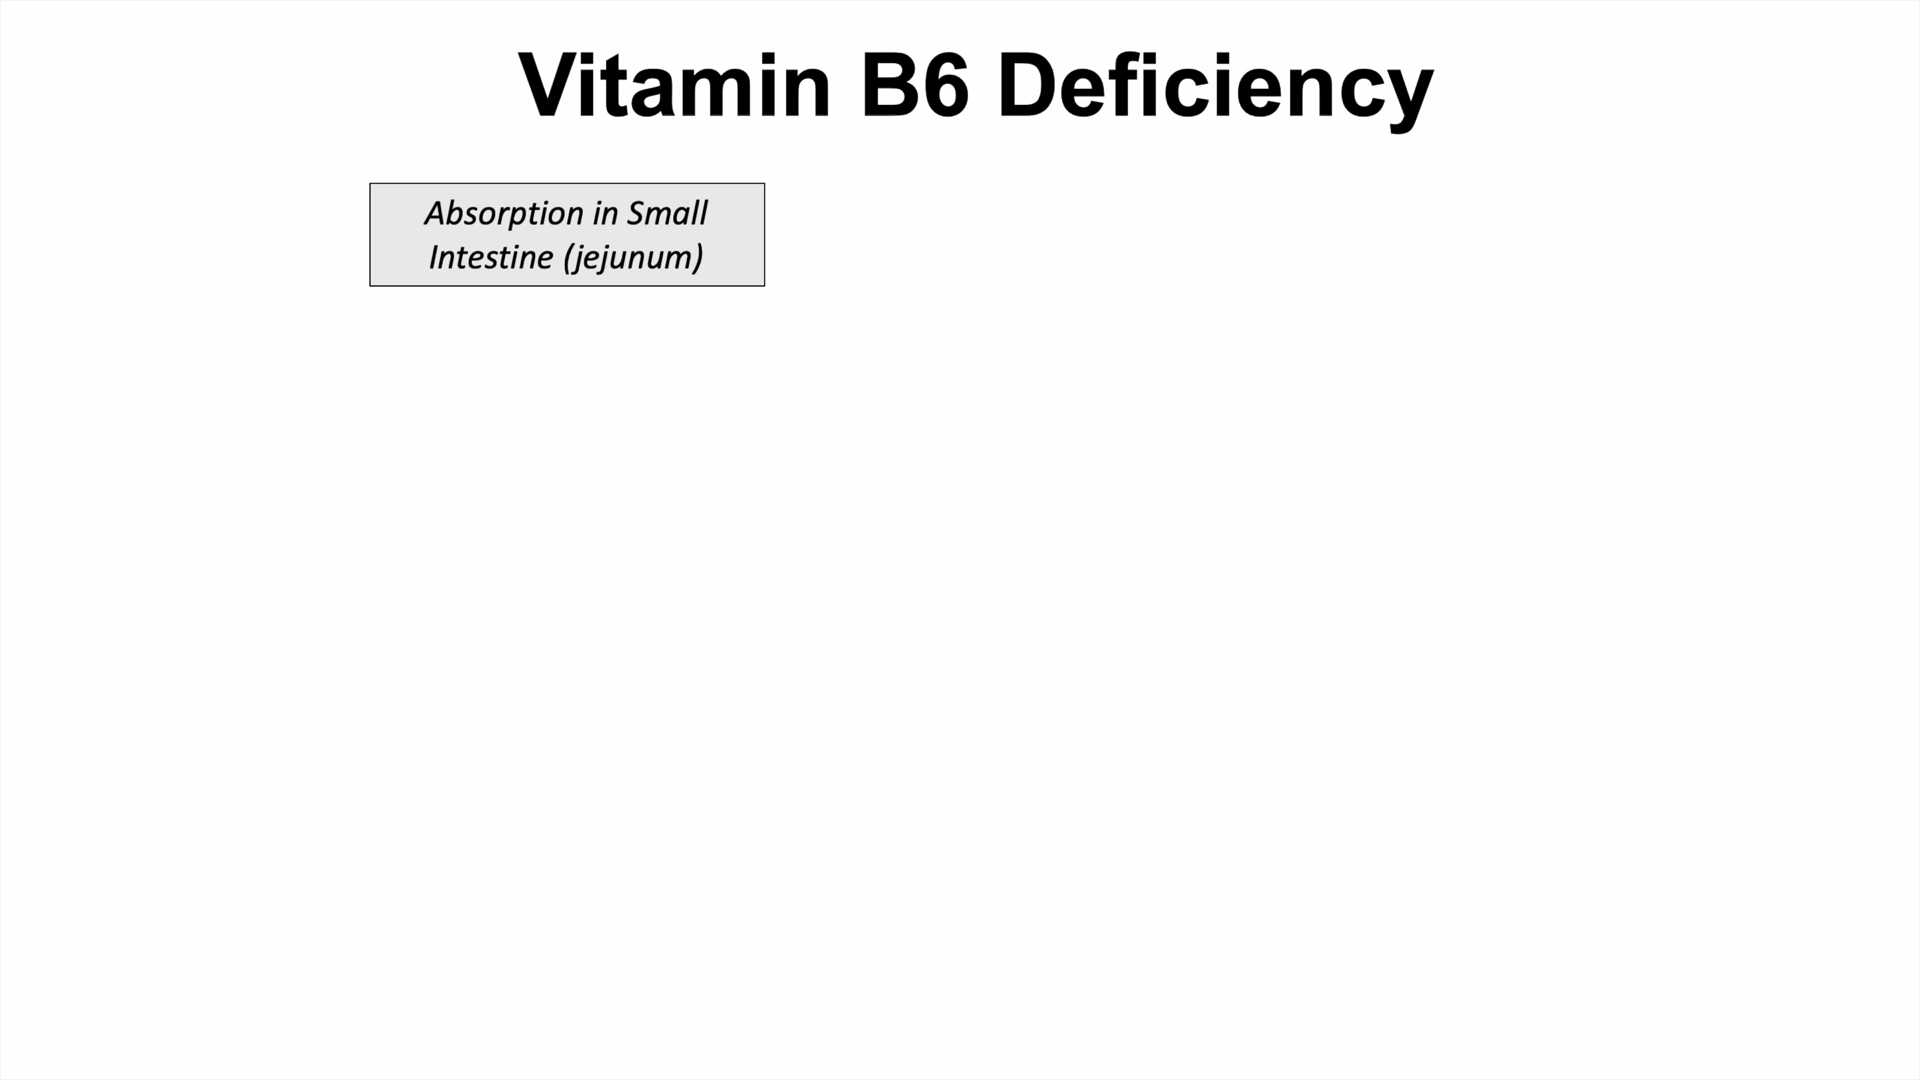 Vitamin B6 Deficiency
Absorption in Small
Intestine (jejunum)